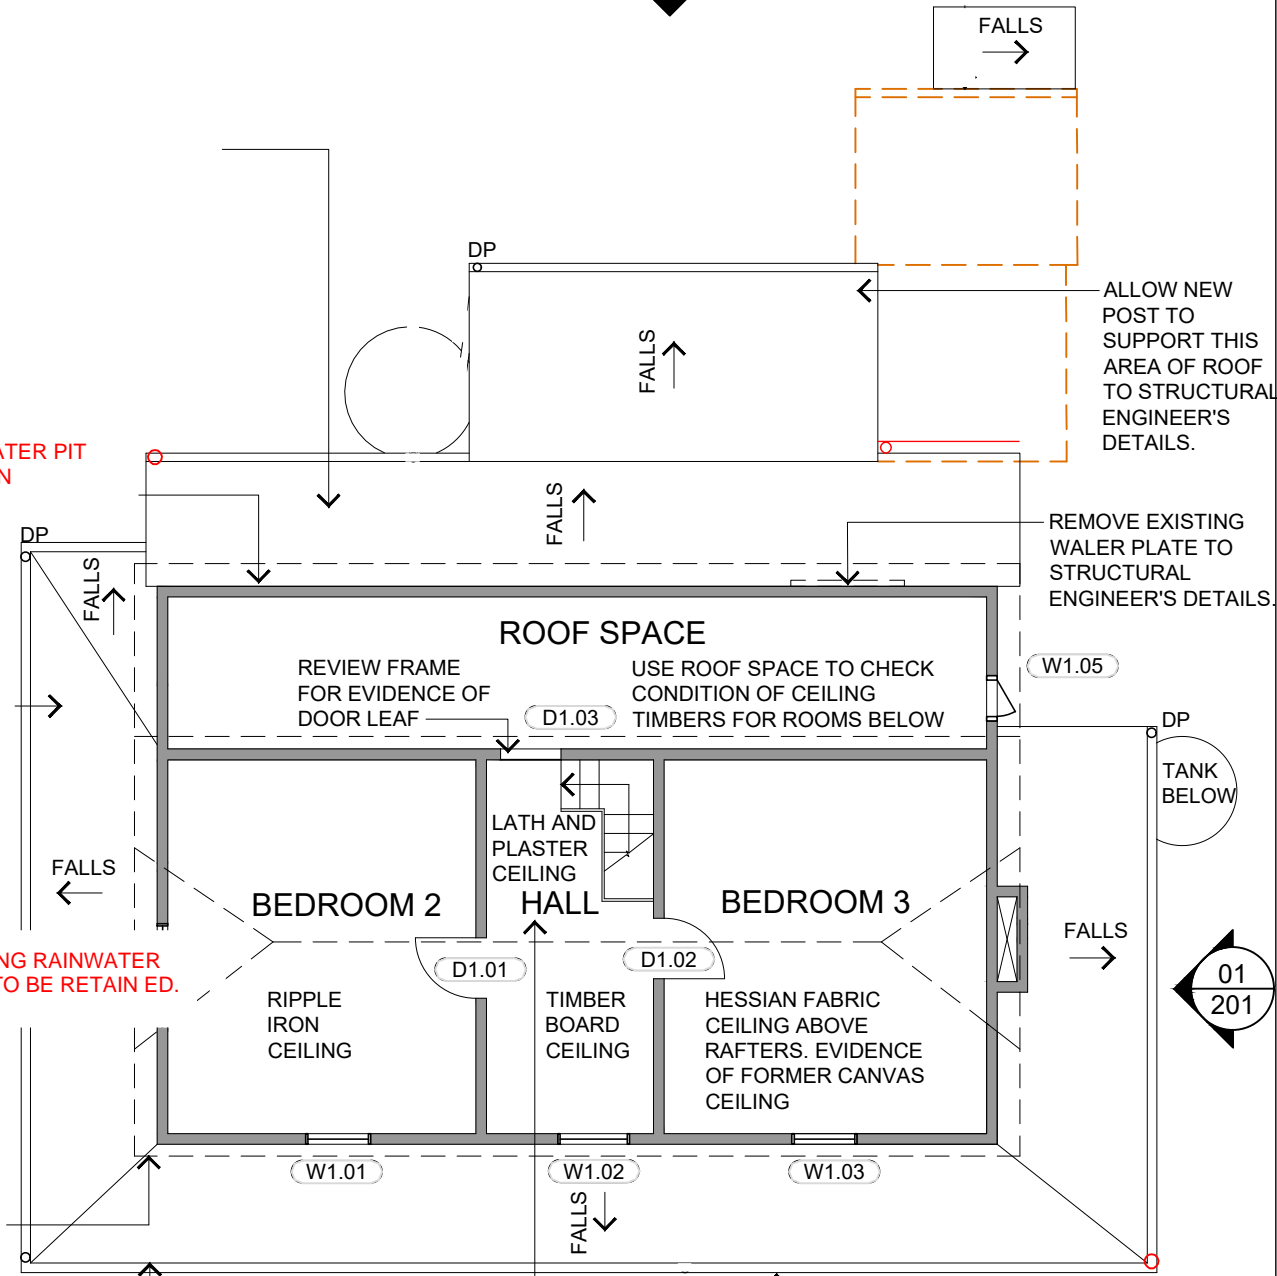 FALLS
DP
FALLS
ALLOW NEW
POST TO
SUPPORT THIS
AREA OF ROOF
TO STRUCTURAL
ENGINEER'S
DETAILS.
ATER PIT
N
FALLS
DP
FALLS
REMOVE EXISTING
WALER PLATE TO
STRUCTURAL
ENGINEER'S DETAILS.
ROOF SPACE
REVIEW FRAME
FOR EVIDENCE OF
DOOR LEAF
D1.03
USE ROOF SPACE TO CHECK
CONDITION OF CEILING
TIMBERS FOR ROOMS BELOW
W1.05
DP
TANK
BELOW
LATH AND
PLASTER
CEILING
FALLS
BEDROOM 2
HALL
BEDROOM 3
FALLS
NG RAINWATER
TO BE RETAIN ED.
D1.01
D1.02
01
201
RIPPLE
IRON
CEILING
TIMBER
BOARD
CEILING
HESSIAN FABRIC
CEILING ABOVE
RAFTERS. EVIDENCE
OF FORMER CANVAS
CEILING
W1.01
W1.02
W1.03
FALLS